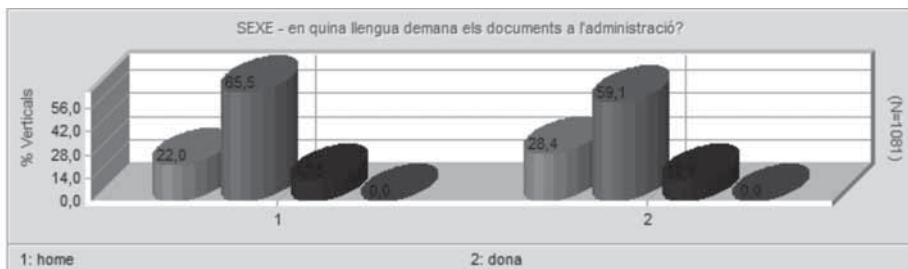 SEXE - en quina llengua demana els documents a l'administració?
% Verticals
56,0
42,0
28,0
14,0
0,0
22,0
65,5
0,0
28,4
59,1
0,0
1
2
(N=1081)
1: home
2: dona